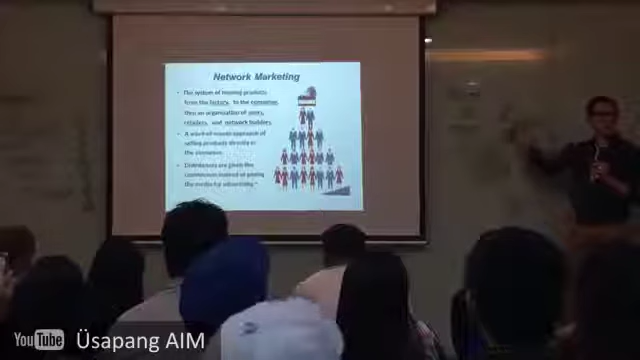 Network Marketing
• The system of moving products
from the factory, to the consumer,
thru an organization of users,
retailers, and network builders.
• A word-of-mouth approach of
selling products directly to
the consumer.
• Distributors are given the
commission instead of paying
the media for advertising."
YouTube Üsapang AIM